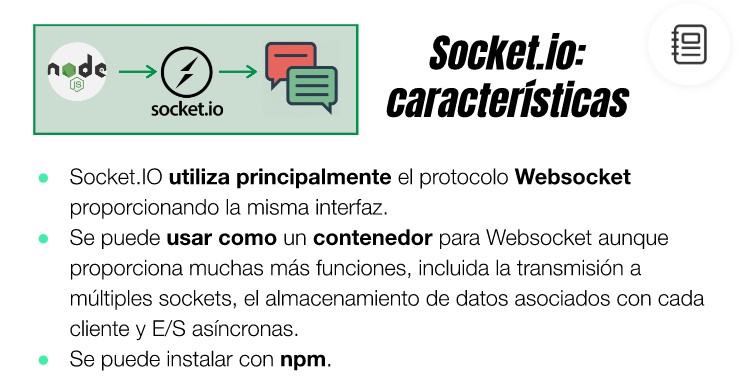 node
JS
socket.io
Socket.io:
características
Socket.IO utiliza principalmente el protocolo Websocket
proporcionando la misma interfaz.
Se puede usar como un contenedor para Websocket aunque
proporciona muchas más funciones, incluida la transmisión a
múltiples sockets, el almacenamiento de datos asociados con cada
cliente y E/S asíncronas.
Se puede instalar con npm.